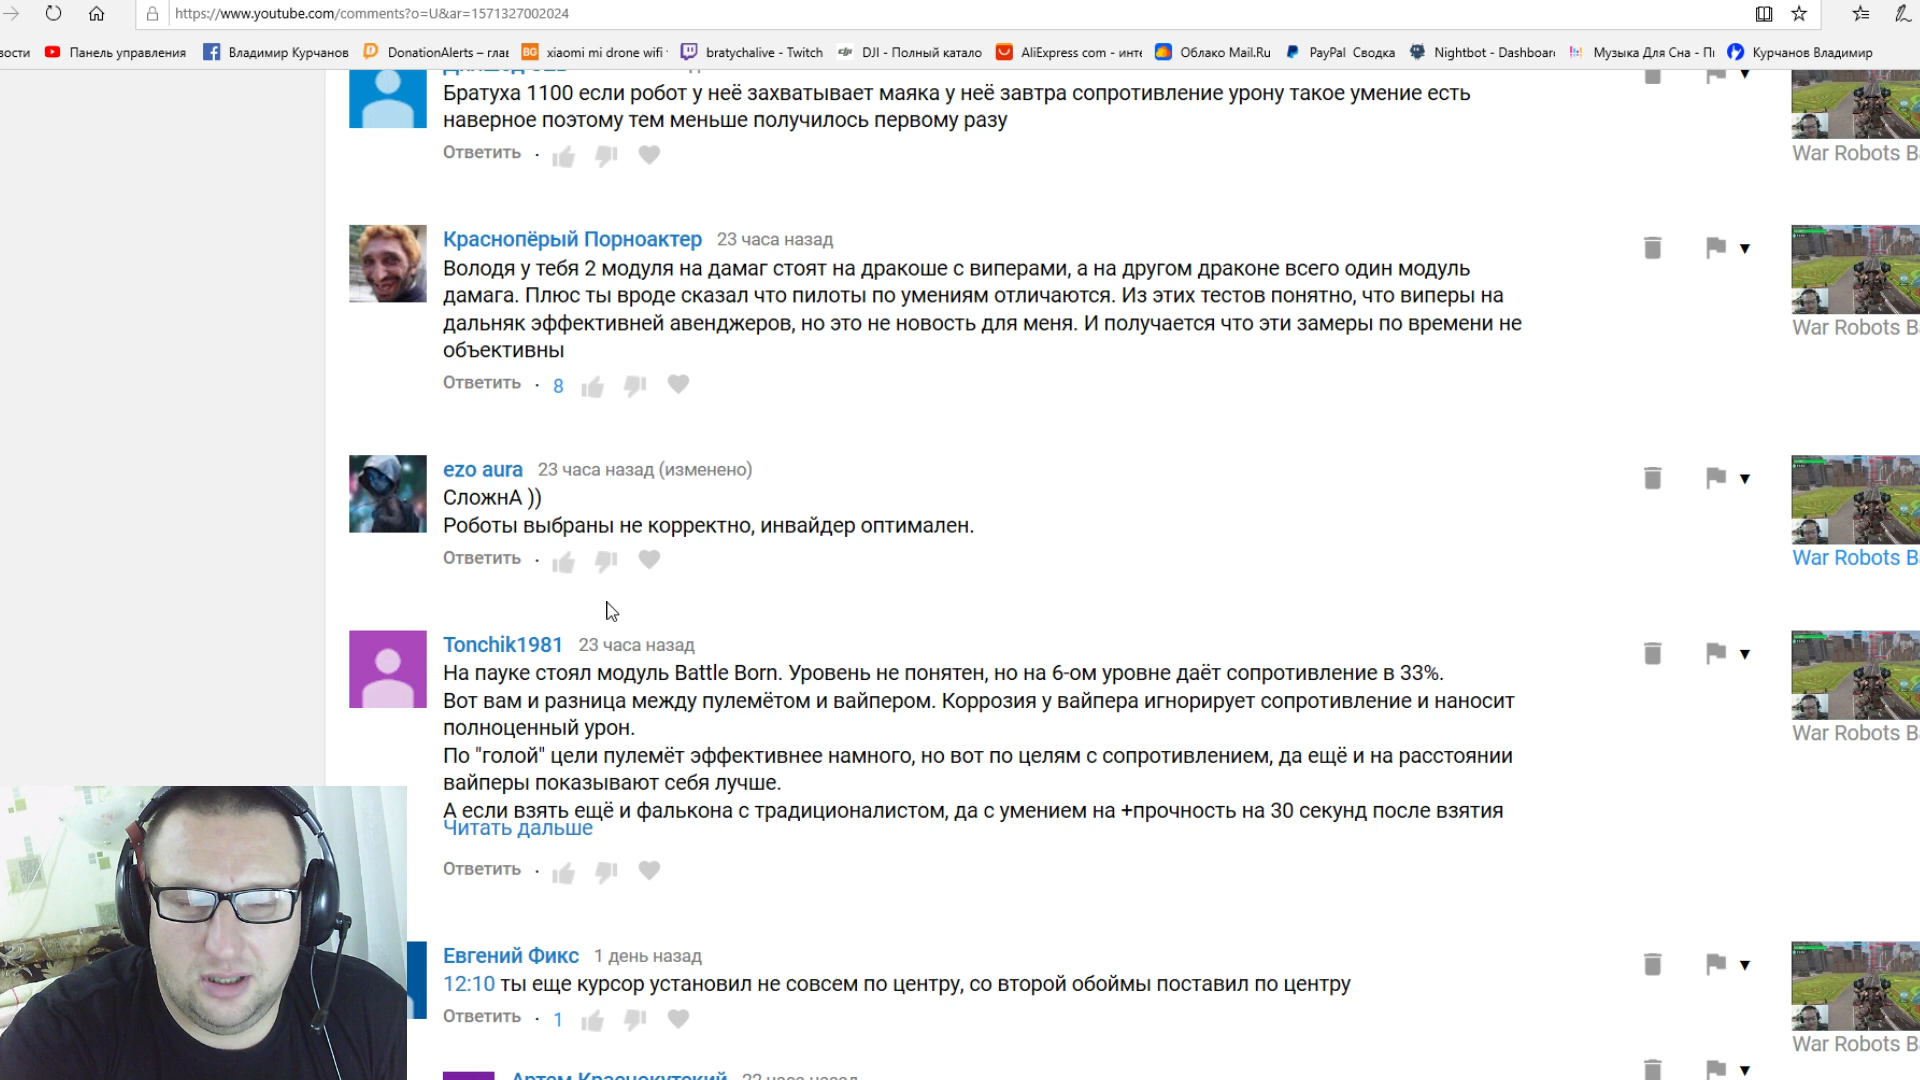 https://www.youtube.com/comments?o=U&ar=1571327002024
вости Панель управления Владимир Курчанов DonationAlerts – глав xiaomi mi drone wifi bratychalive - Twitch DJI - Полный катало AliExpress com - инте Облако Mail.Ru PayPal Сводка Nightbot - Dashboar Музыка Для Сна - П Курчанов Владимир
Братуха 1100 если робот у неё захватывает маяка у неё завтра сопротивление урону такое умение есть
наверное поэтому тем меньше получилось первому разу
Ответить ·
War Robots B
Краснопёрый Порноактер 23 часа назад
Володя у тебя 2 модуля на дамаг стоят на дракоше с виперами, а на другом драконе всего один модуль
дамага. Плюс ты вроде сказал что пилоты по умениям отличаются. Из этих тестов понятно, что виперы на
дальняк эффективней авенджеров, но это не новость для меня. И получается что эти замеры по времени не
объективны
Ответить · 8
War Robots B
ezo aura 23 часа назад (изменено)
СложнА ))
Роботы выбраны не корректно, инвайдер оптимален.
Ответить ·
War Robots B
Tonchik1981 23 часа назад
На пауке стоял модуль Battle Born. Уровень не понятен, но на 6-ом уровне даёт сопротивление в 33%.
Вот вам и разница между пулемётом и вайпером. Коррозия у вайпера игнорирует сопротивление и наносит
полноценный урон.
По "голой" цели пулемёт эффективнее намного, но вот по целям с сопротивлением, да ещё и на расстоянии
вайперы показывают себя лучше.
А если взять ещё и фалькона с традиционалистом, да с умением на +прочность на 30 секунд после взятия
Читать дальше
Ответить ·
War Robots B
Евгений Фикс 1 день назад
12:10 ты еще курсор установил не совсем по центру, со второй обоймы поставил по центру
Ответить · 1
War Robots B
Артем Краснокутский 22 часа назад